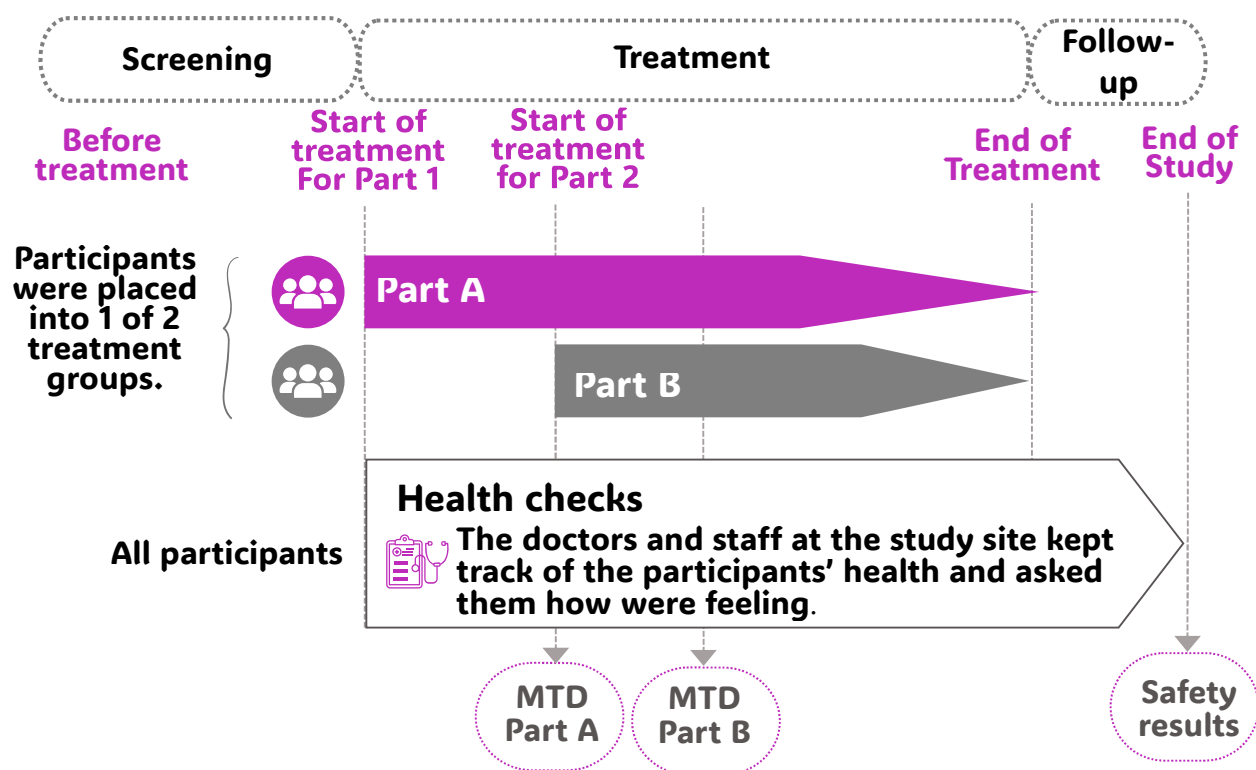 Screening
Treatment
Follow-
up
Before
treatment
Start of
treatment
For Part 1
Start of
treatment
for Part 2
End of
Treatment
End of
Study
Participants
were placed
into 1 of 2
treatment
groups.
Part A
Part B
All participants
Health checks
The doctors and staff at the study site kept
track of the participants’ health and asked
them how were feeling.
MTD
Part A
MTD
Part B
Safety
results